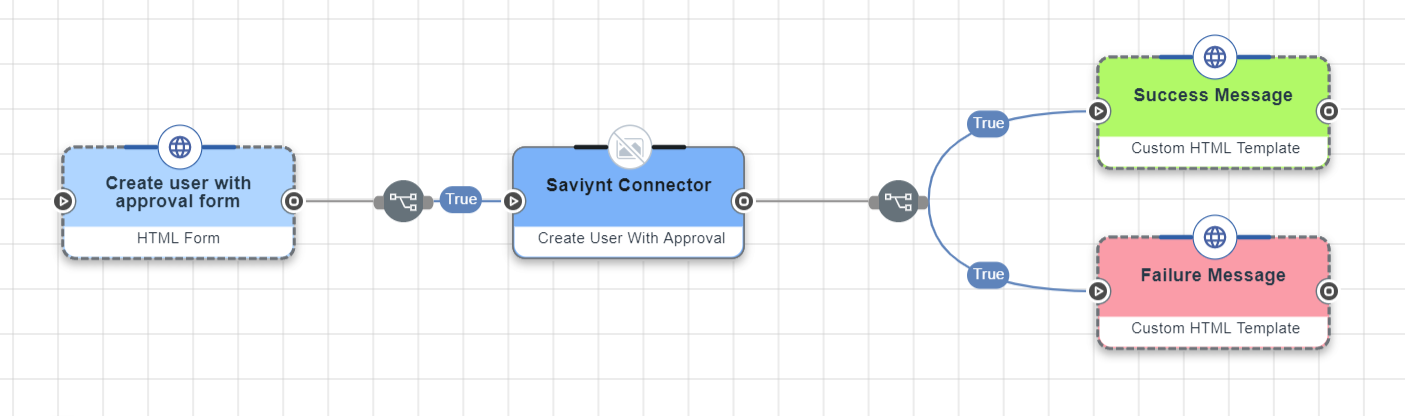 Create user with
approval form
HTML Form
True
Saviynt Connector
Create User With Approval
True
Success Message
Custom HTML Template
True
Failure Message
Custom HTML Template